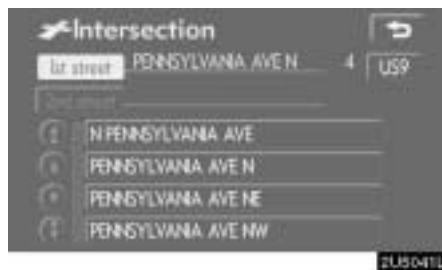 Intersection
1st street PENNSYLVANIA AVE N 4 US9
2nd street
N PENNSYLVANIA AVE
PENNSYLVANIA AVE N
PENNSYLVANIA AVE NE
PENNSYLVANIA AVE NW
2U5041L